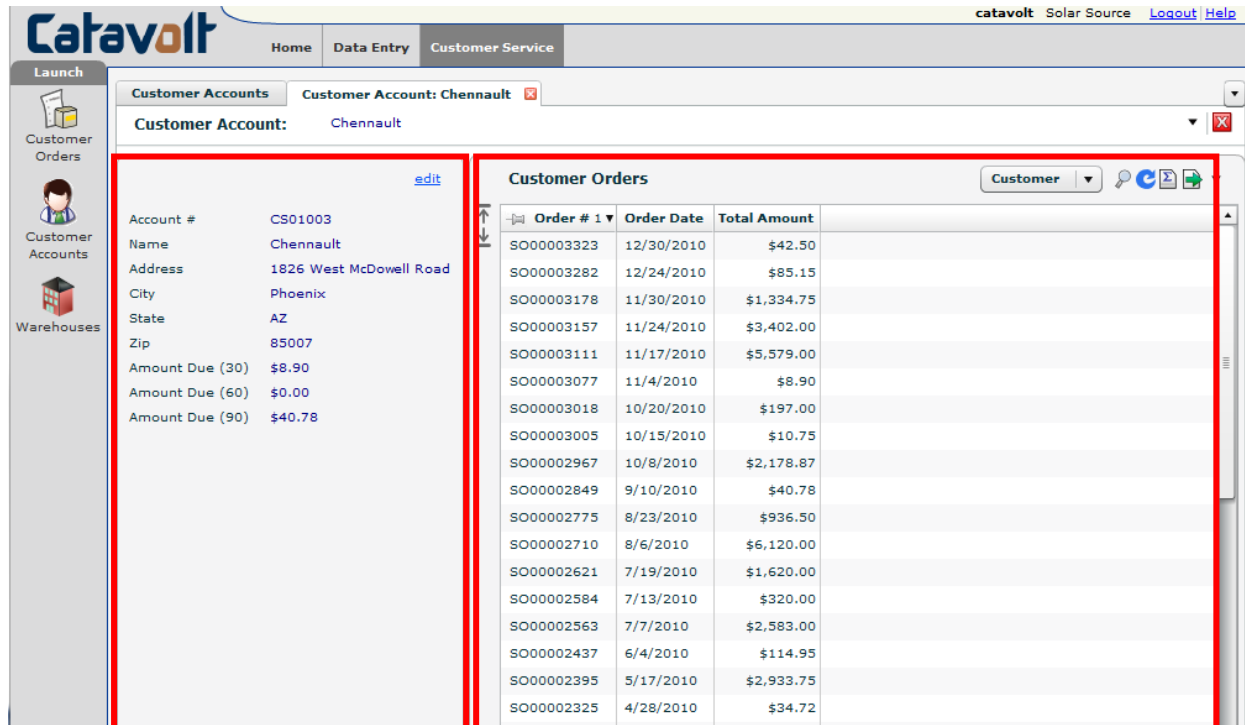 catavolt Solar Source Logout Help
Catavolt
Home Data Entry Customer Service
Launch
Customer Orders
Customer Accounts
Warehouses
Customer Accounts Customer Account: Chennault
Customer Account: Chennault
edit
Account # CS01003
Name Chennault
Address 1826 West McDowell Road
City Phoenix
State AZ
Zip 85007
Amount Due (30) $8.90
Amount Due (60) $0.00
Amount Due (90) $40.78
Customer Orders Customer
Order # 1 Order Date Total Amount
SO00003323 12/30/2010 $42.50
SO00003282 12/24/2010 $85.15
SO00003178 11/30/2010 $1,334.75
SO00003157 11/24/2010 $3,402.00
SO00003111 11/17/2010 $5,579.00
SO00003077 11/4/2010 $8.90
SO00003018 10/20/2010 $197.00
SO00003005 10/15/2010 $10.75
SO00002967 10/8/2010 $2,178.87
SO00002849 9/10/2010 $40.78
SO00002775 8/23/2010 $936.50
SO00002710 8/6/2010 $6,120.00
SO00002621 7/19/2010 $1,620.00
SO00002584 7/13/2010 $320.00
SO00002563 7/7/2010 $2,583.00
SO00002437 6/4/2010 $114.95
SO00002395 5/17/2010 $2,933.75
SO00002325 4/28/2010 $34.72